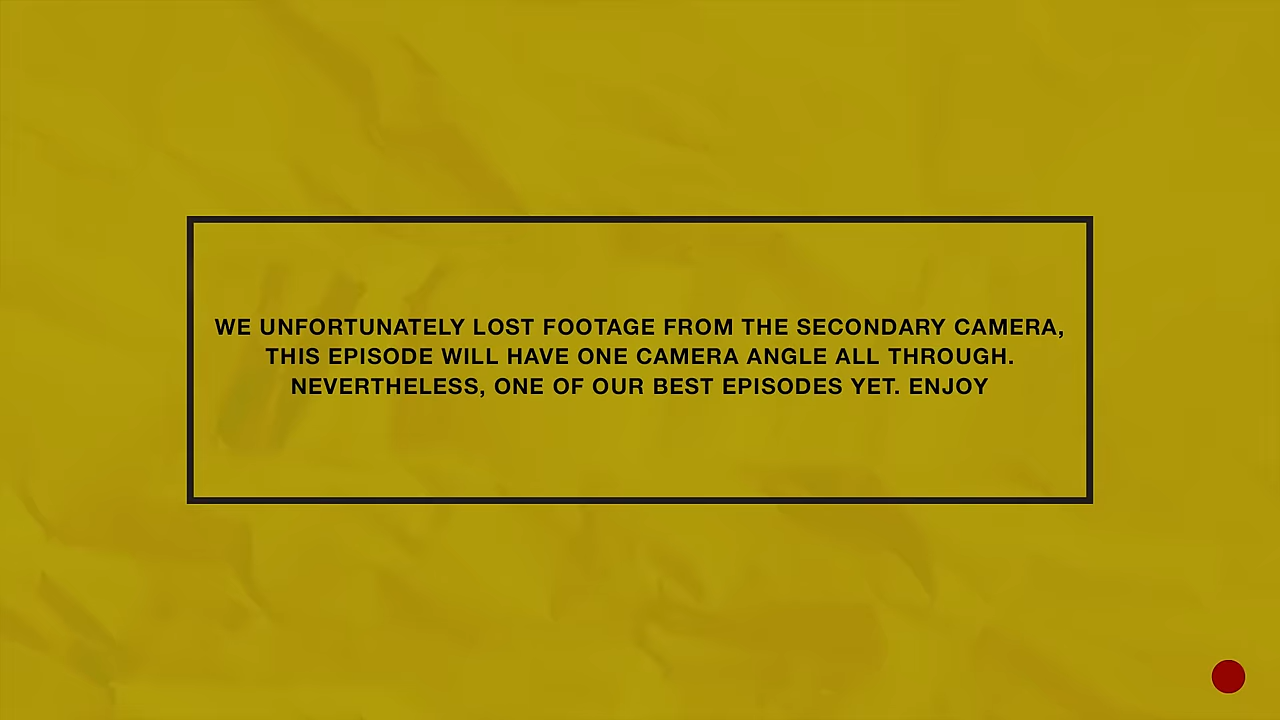 WE UNFORTUNATELY LOST FOOTAGE FROM THE SECONDARY CAMERA,
THIS EPISODE WILL HAVE ONE CAMERA ANGLE ALL THROUGH.
NEVERTHELESS, ONE OF OUR BEST EPISODES YET. ENJOY